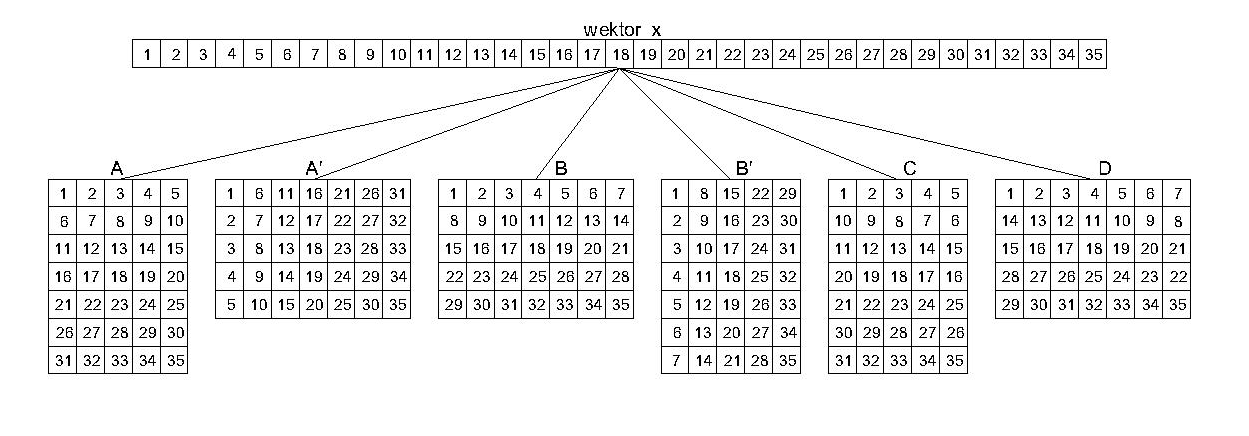 wektor x
1 2 3 4 5 6 7 8 9 10 11 12 13 14 15 16 17 18 19 20 21 22 23 24 25 26 27 28 29 30 31 32 33 34 35
A
1 2 3 4 5
6 7 8 9 10
11 12 13 14 15
16 17 18 19 20
21 22 23 24 25
26 27 28 29 30
31 32 33 34 35
A'
1 6 11 16 21 26 31
2 7 12 17 22 27 32
3 8 13 18 23 28 33
4 9 14 19 24 29 34
5 10 15 20 25 30 35
B
1 2 3 4 5 6 7
8 9 10 11 12 13 14
15 16 17 18 19 20 21
22 23 24 25 26 27 28
29 30 31 32 33 34 35
B'
1 8 15 22 29
2 9 16 23 30
3 10 17 24 31
4 11 18 25 32
5 12 19 26 33
6 13 20 27 34
7 14 21 28 35
C
1 2 3 4 5
10 9 8 7 6
11 12 13 14 15
20 19 18 17 16
21 22 23 24 25
30 29 28 27 26
31 32 33 34 35
D
1 2 3 4 5 6 7
14 13 12 11 10 9 8
15 16 17 18 19 20 21
28 27 26 25 24 23 22
29 30 31 32 33 34 35